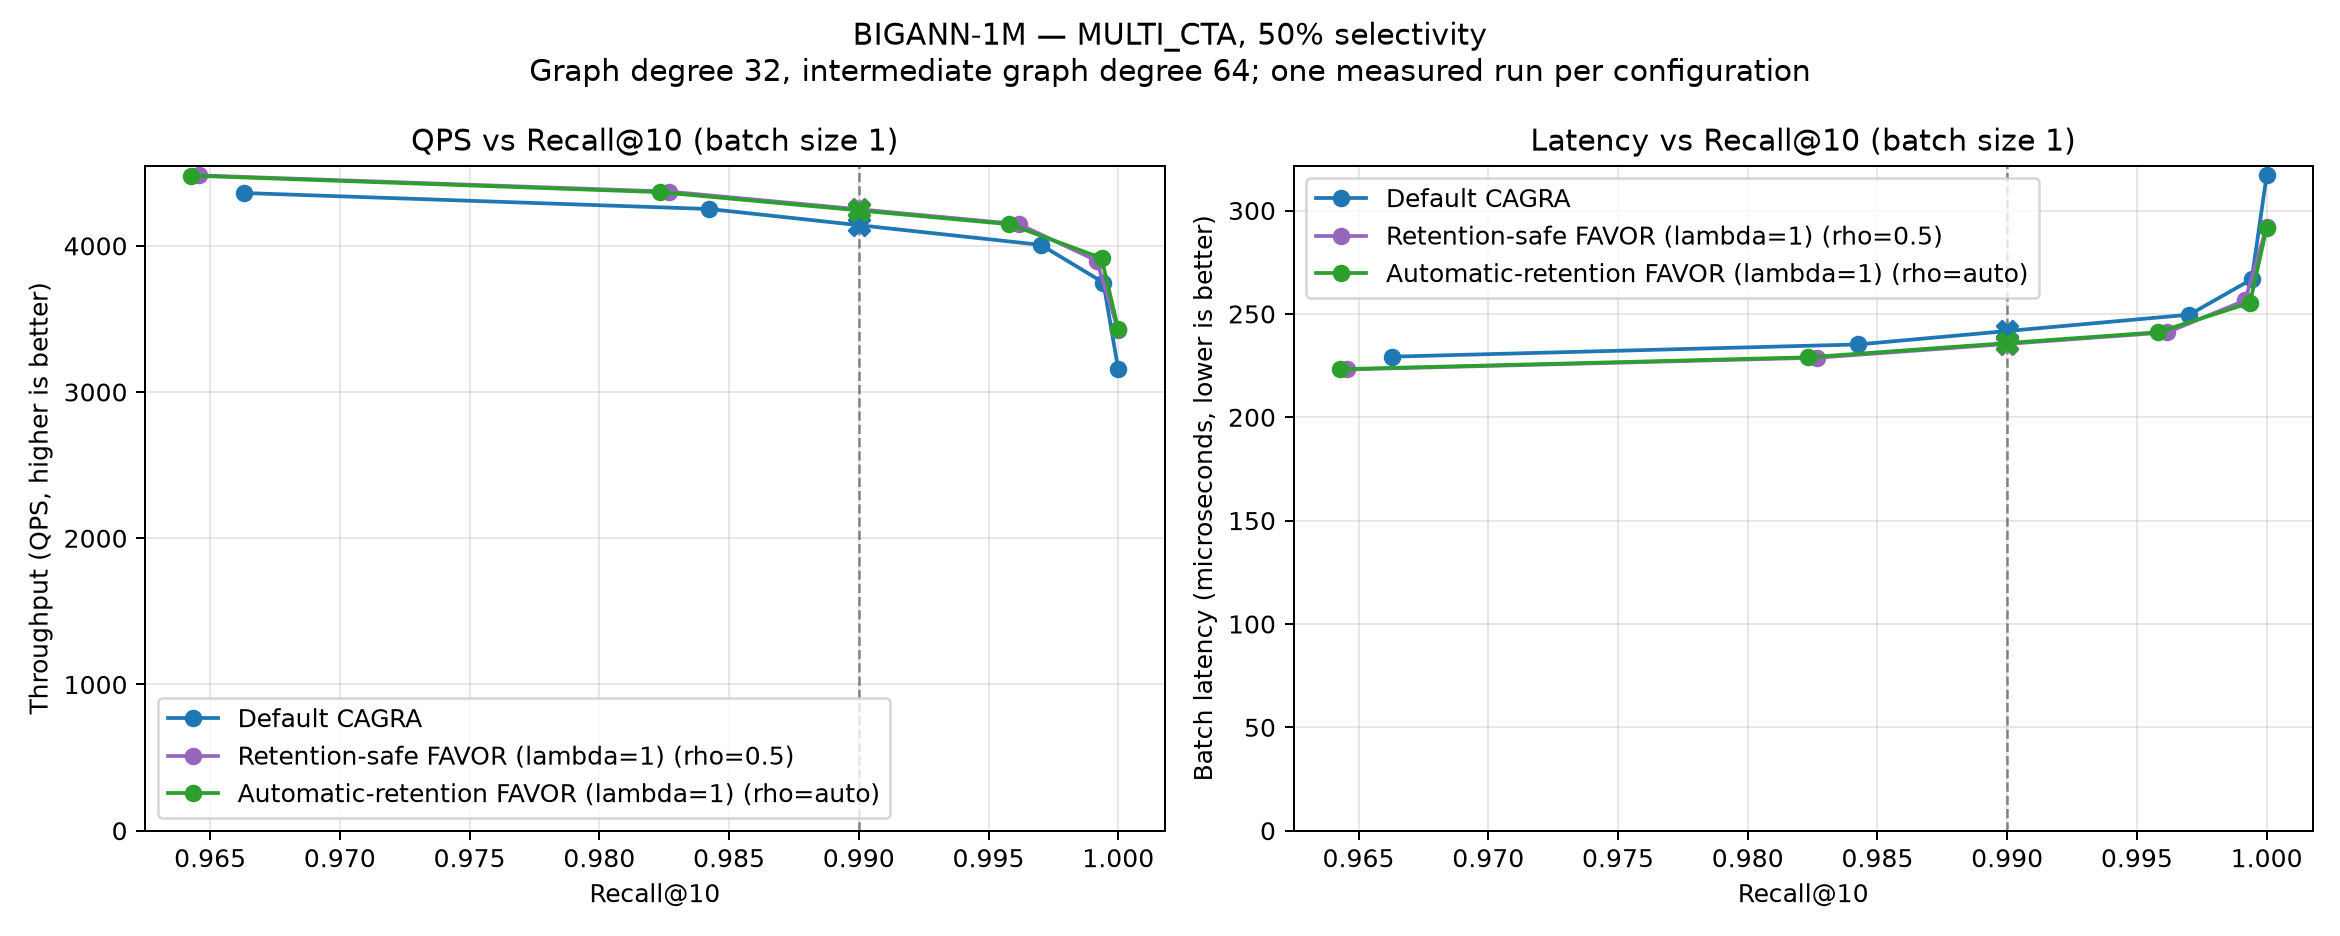 BIGANN-1M — MULTI_CTA, 50% selectivity
Graph degree 32, intermediate graph degree 64; one measured run per configuration
QPS vs Recall@10 (batch size 1)
Throughput (QPS, higher is better)
4000
3000
2000
1000
0
Default CAGRA
Retention-safe FAVOR (lambda=1) (rho=0.5)
Automatic-retention FAVOR (lambda=1) (rho=auto)
0.965 0.970 0.975 0.980 0.985 0.990 0.995 1.000
Recall@10
Latency vs Recall@10 (batch size 1)
Batch latency (microseconds, lower is better)
300
250
200
150
100
50
0
Default CAGRA
Retention-safe FAVOR (lambda=1) (rho=0.5)
Automatic-retention FAVOR (lambda=1) (rho=auto)
0.965 0.970 0.975 0.980 0.985 0.990 0.995 1.000
Recall@10